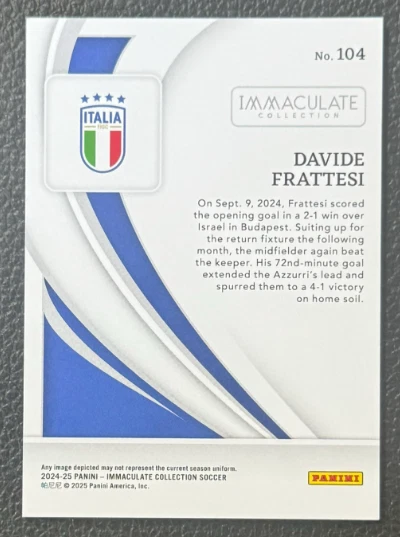 No. 104
ITALIA
FIGC
IMMACULATE
COLLECTION
DAVIDE
FRATTESI
On Sept. 9, 2024, Frattesi scored
the opening goal in a 2-1 win over
Israel in Budapest. Suiting up for
the return fixture the following
month, the midfielder again beat
the keeper. His 72nd-minute goal
extended the Azzurri's lead and
spurred them to a 4-1 victory
on home soil.
Any image depicted may not represent the current season uniform.
2024-25 PANINI – IMMACULATE COLLECTION SOCCER
帕尼尼 © 2025 Panini America, Inc.
PANINI